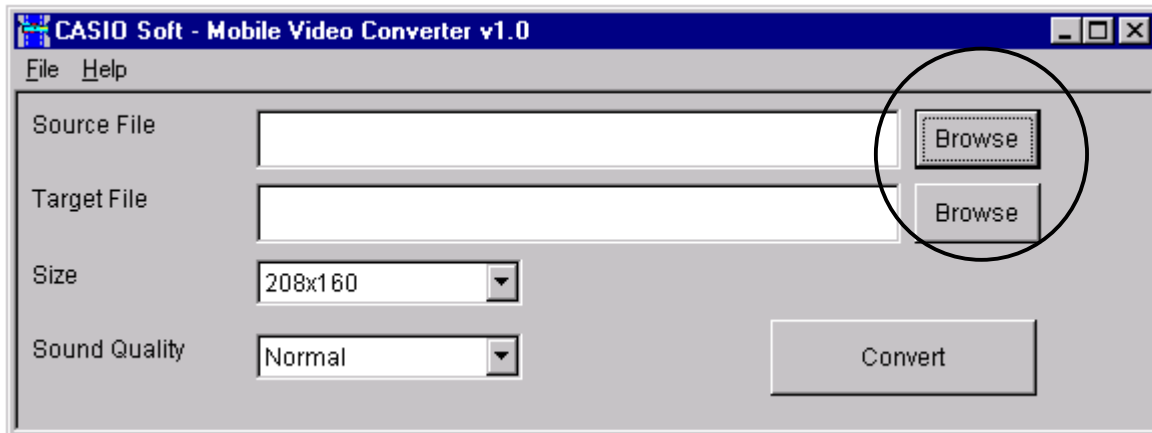 CASIO Soft - Mobile Video Converter v1.0
File Help
Source File Browse
Target File Browse
Size 208x160
Sound Quality Normal Convert